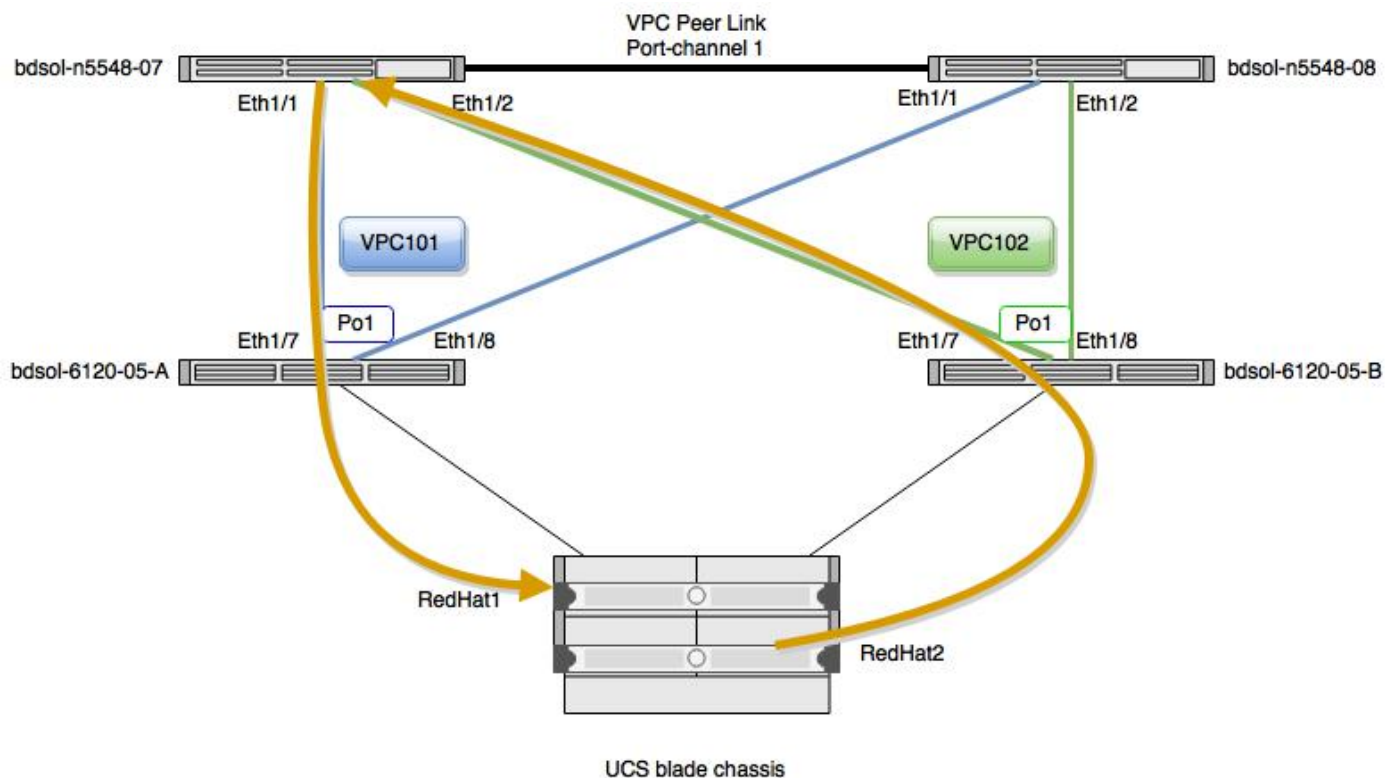 VPC Peer Link
Port-channel 1
bdsol-n5548-07
bdsol-n5548-08
Eth1/1
Eth1/2
Eth1/1
Eth1/2
VPC101
VPC102
Po1
Po1
Eth1/7
Eth1/8
Eth1/7
Eth1/8
bdsol-6120-05-A
bdsol-6120-05-B
RedHat1
RedHat2
UCS blade chassis